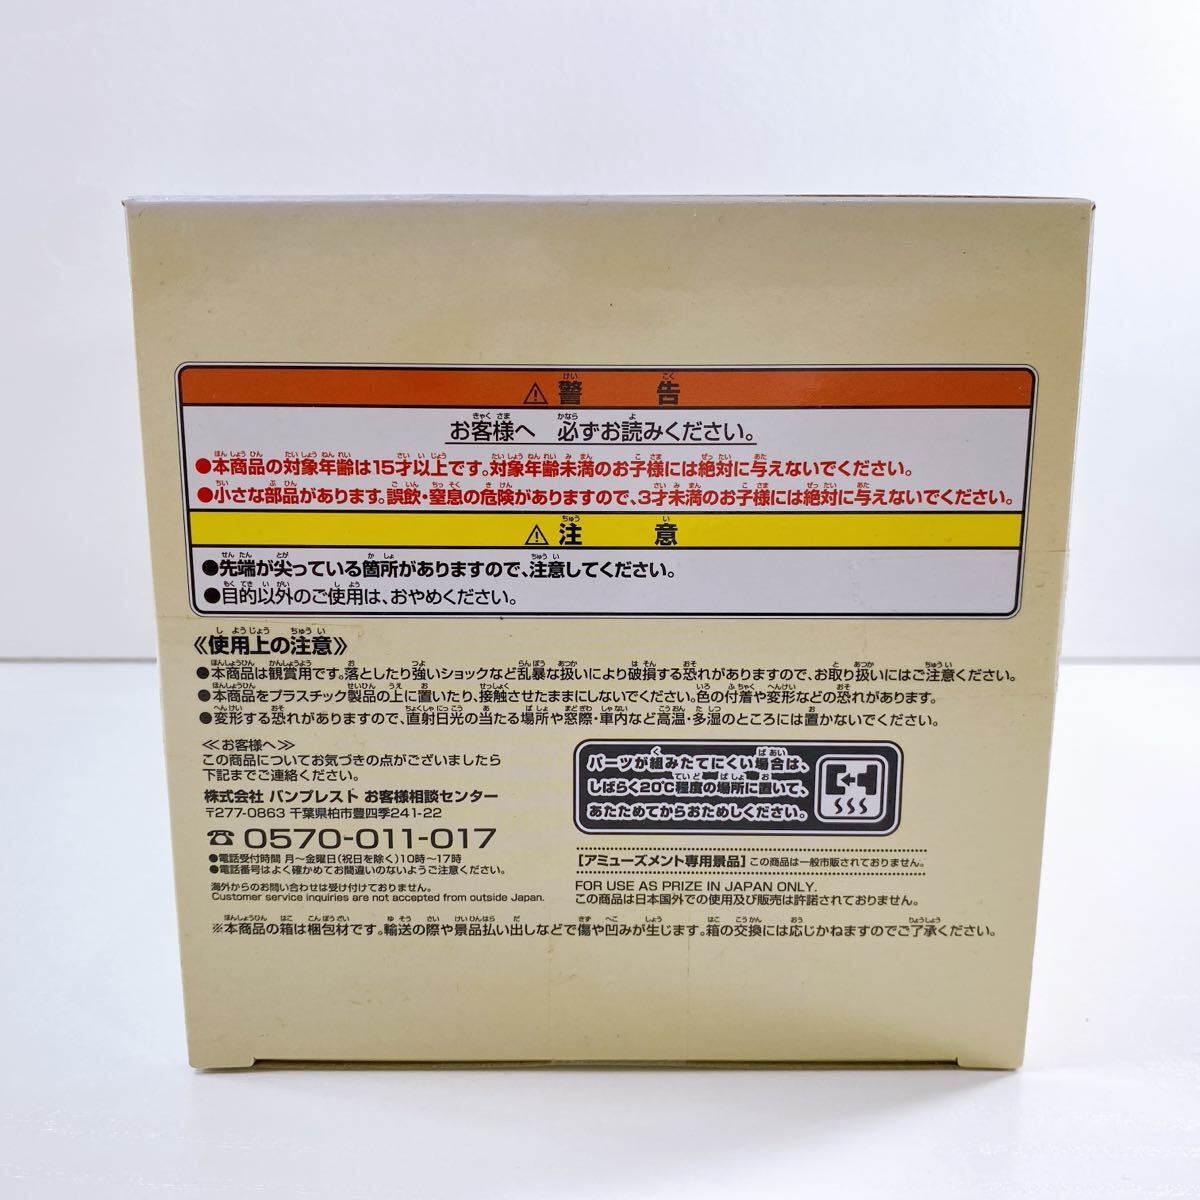 ⚠警告
お客様へ 必ずお読みください。
●本商品の対象年齢は15才以上です。対象年齢未満のお子様には絶対に与えないでください。
●小さな部品があります。誤飲・窒息の危険がありますので、3才未満のお子様には絶対に与えないでください。
⚠注意
●先端が尖っている箇所がありますので、注意してください。
●目的以外のご使用は、おやめください。
《使用上の注意》
●本商品は観賞用です。落としたり強いショックなど乱暴な扱いにより破損する恐れがありますので、お取り扱いにはご注意ください。
●本商品をプラスチック製品の上に置いたり、接触させたままにしないでください。色の付着や変形などの恐れがあります。
●変形する恐れがありますので、直射日光の当たる場所や窓際・車内など高温・多湿のところには置かないでください。
≪お客様へ≫
この商品についてお気づきの点がございましたら
下記までご連絡ください。
株式会社 バンプレスト お客様相談センター
〒277-0863 千葉県柏市豊四季241-22
☎ 0570-011-017
●電話受付時間 月〜金曜日(祝日を除く)10時〜17時
●電話番号はよく確かめてお間違いのないようご注意ください。
海外からのお問い合わせは受け付けておりません。
Customer service inquiries are not accepted from outside Japan.
パーツが組みたてにくい場合は、
しばらく20℃程度の場所に置いて、
あたためてからおためしください。
[アミューズメント専用景品] この商品は一般市販されておりません。
FOR USE AS PRIZE IN JAPAN ONLY.
この商品は日本国外での使用及び販売は許諾されておりません。
※本商品の箱は梱包材です。輸送の際や景品払い出しなどで傷や凹みが生じます。箱の交換には応じかねますのでご了承ください。